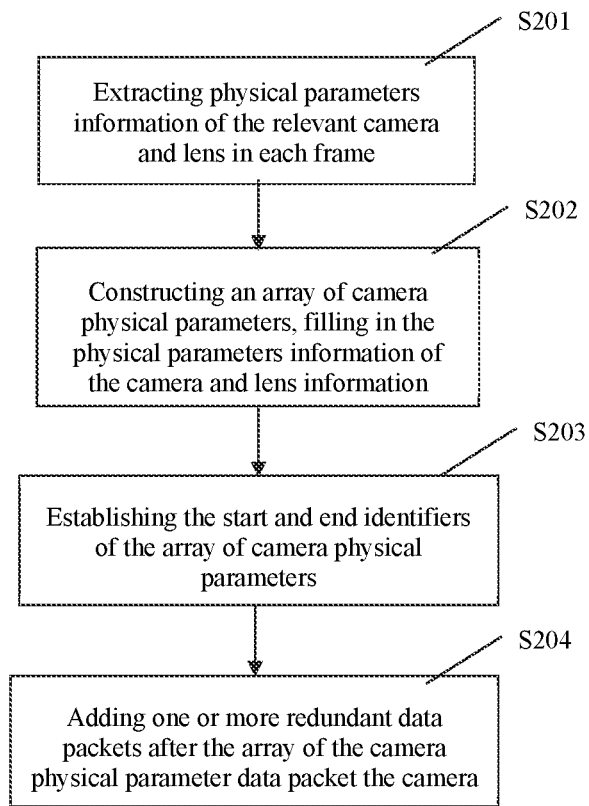 S201
Extracting physical parameters
information of the relevant camera
and lens in each frame
S202
Constructing an array of camera
physical parameters, filling in the
physical parameters information of
the camera and lens information
S203
Establishing the start and end identifiers
of the array of camera physical
parameters
S204
Adding one or more redundant data
packets after the array of the camera
physical parameter data packet the camera